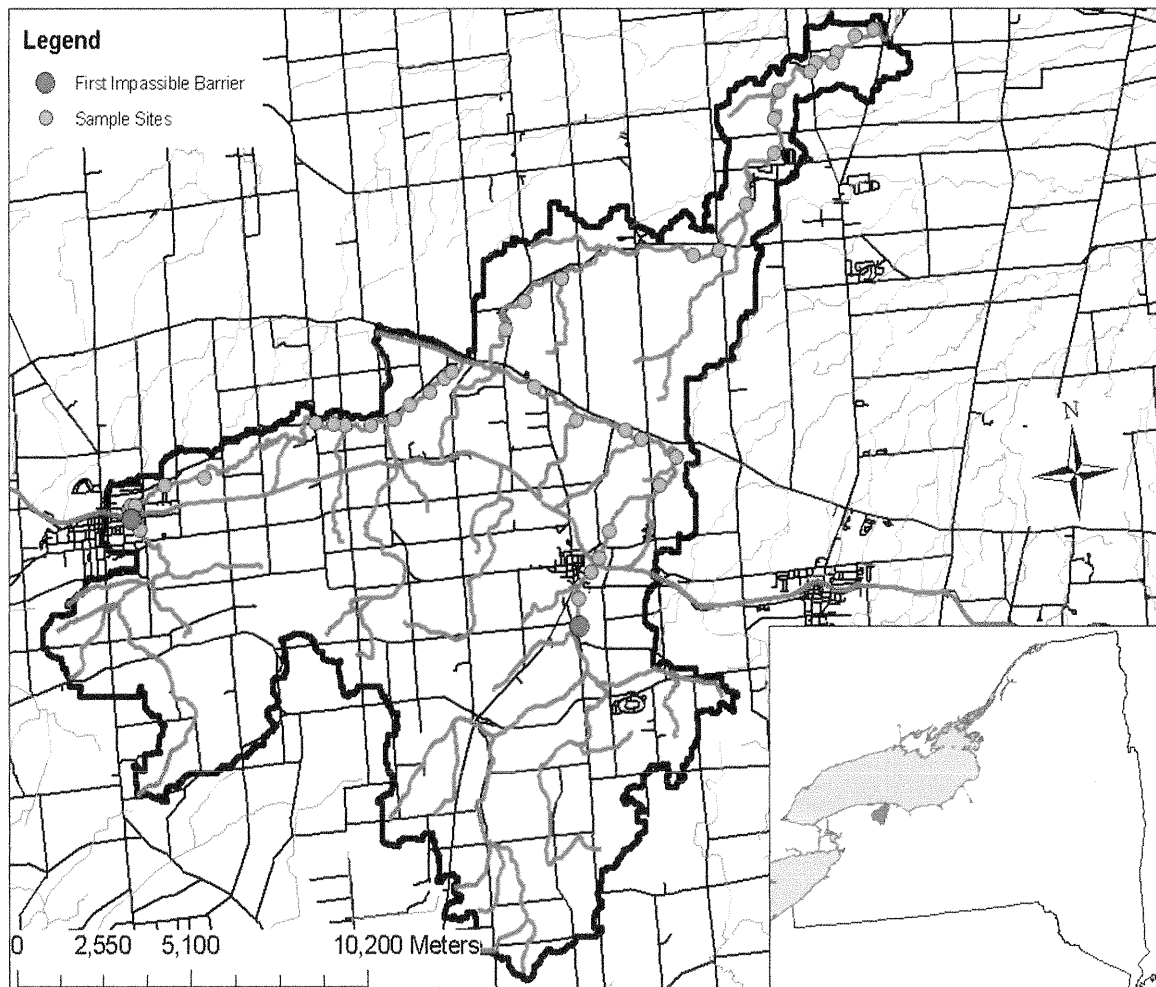 Legend
First Impassible Barrier
Sample Sites
N
0 2,550 5,100 10,200 Meters